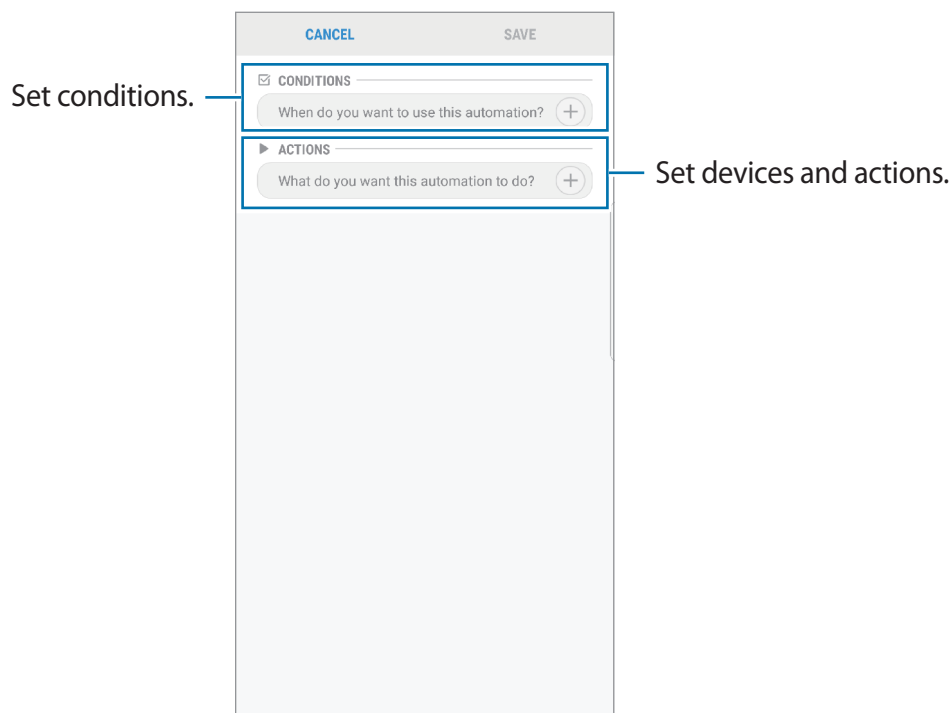 CANCEL SAVE
CONDITIONS
Set conditions.
When do you want to use this automation?
ACTIONS
Set devices and actions.
What do you want this automation to do?